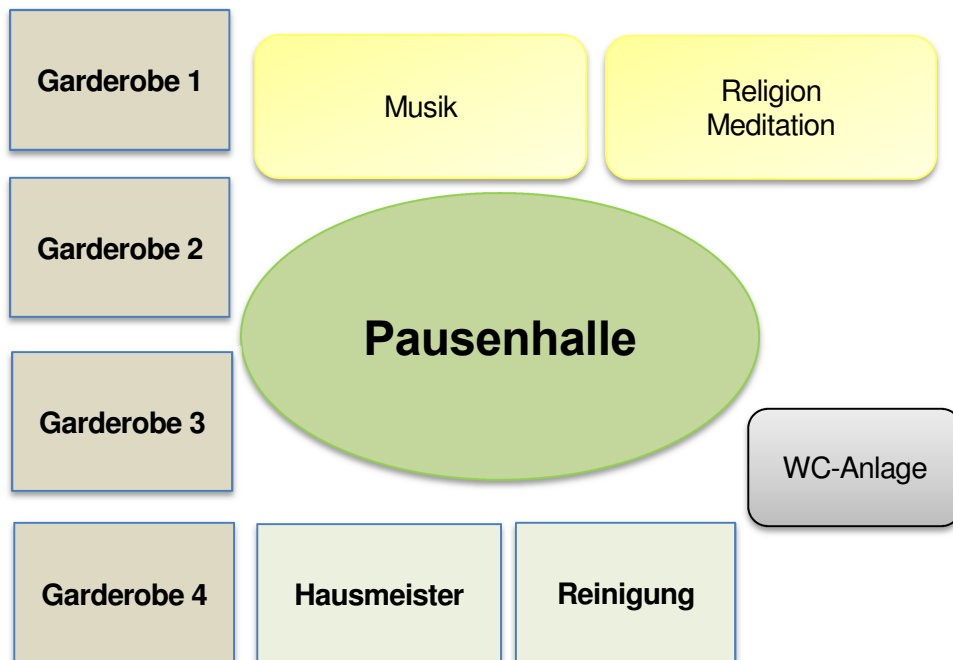 Garderobe 1
Musik
Religion
Meditation
Garderobe 2
Pausenhalle
Garderobe 3
WC-Anlage
Garderobe 4
Hausmeister
Reinigung